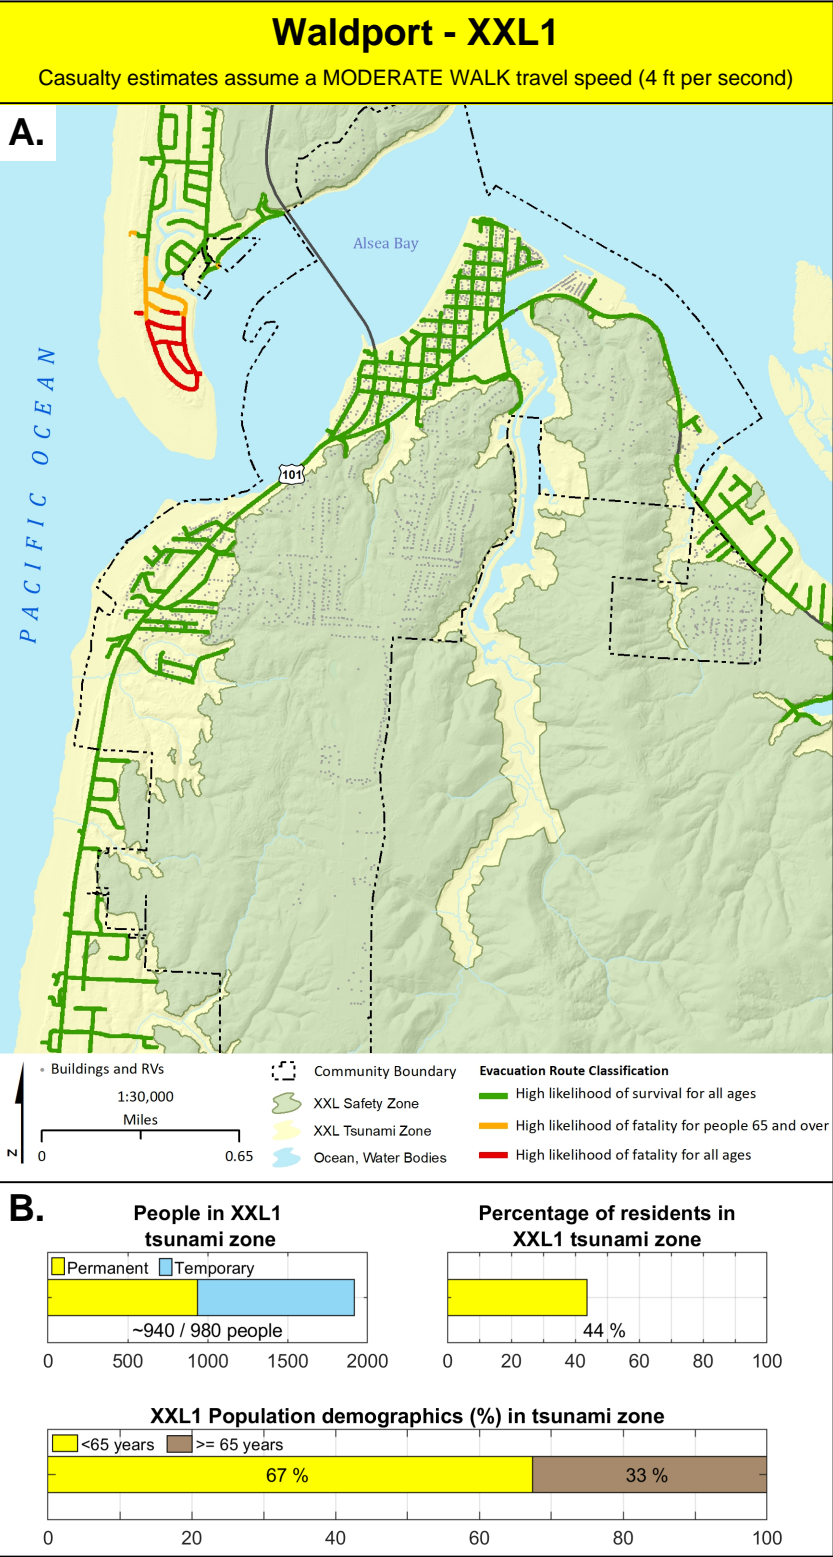 Waldport - XXL1
Casualty estimates assume a MODERATE WALK travel speed (4 ft per second)
A.
Alsea Bay
PACIFIC OCEAN
101
Buildings and RVs
1:30,000
Miles
0 0.65
N
Community Boundary
XXL Safety Zone
XXL Tsunami Zone
Ocean, Water Bodies
Evacuation Route Classification
High likelihood of survival for all ages
High likelihood of fatality for people 65 and over
High likelihood of fatality for all ages
B.
People in XXL1
tsunami zone
Permanent Temporary
~940 / 980 people
0 500 1000 1500 2000
Percentage of residents in
XXL1 tsunami zone
44 %
0 20 40 60 80 100
XXL1 Population demographics (%) in tsunami zone
<65 years >= 65 years
67 % 33 %
0 20 40 60 80 100